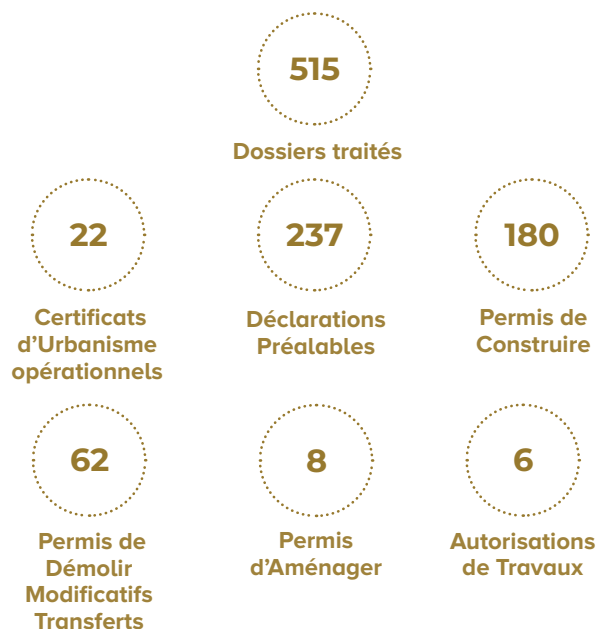 515
Dossiers traités
22
Certificats
d'Urbanisme
opérationnels
237
Déclarations
Préalables
180
Permis de
Construire
62
Permis de
Démolir
Modificatifs
Transferts
8
Permis
d'Aménager
6
Autorisations
de Travaux